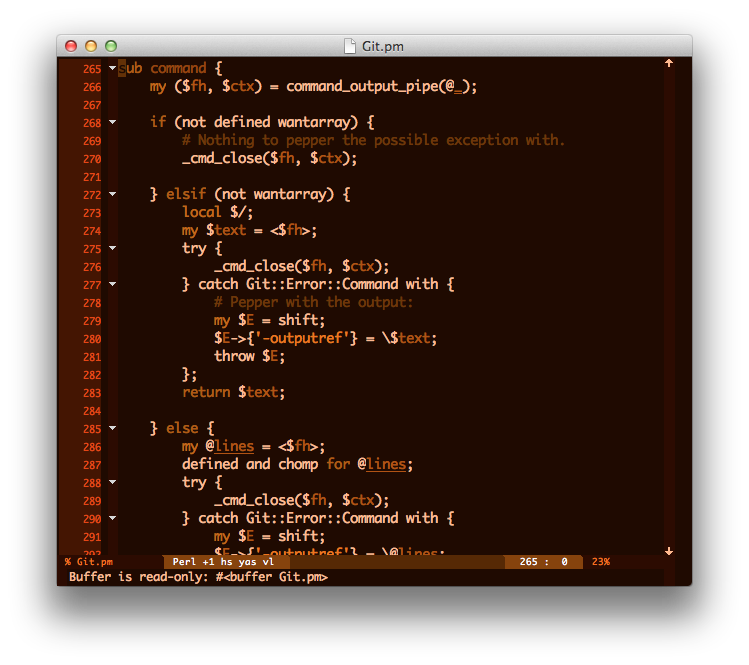 Git.pm
265 sub command {
266     my ($fh, $ctx) = command_output_pipe(@_);
267
268     if (not defined wantarray) {
269         # Nothing to pepper the possible exception with.
270         _cmd_close($fh, $ctx);
271
272     } elsif (not wantarray) {
273         local $/;
274         my $text = <$fh>;
275         try {
276             _cmd_close($fh, $ctx);
277         } catch Git::Error::Command with {
278             # Pepper with the output:
279             my $E = shift;
280             $E->{'-outputref'} = \$text;
281             throw $E;
282         };
283         return $text;
284
285     } else {
286         my @lines = <$fh>;
287         defined and chomp for @lines;
288         try {
289             _cmd_close($fh, $ctx);
290         } catch Git::Error::Command with {
291             my $E = shift;
292             $E->{'-outputref'} = \@lines;
% Git.pm Perl +1 hs yas vl 265 : 0 23%
Buffer is read-only: #<buffer Git.pm>